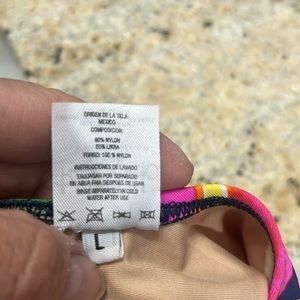 ORIGEN DE LA TELA
MEXICO
COMPOSICION:
80% NYLON
20% LIKRA
FORRO: 100 % NYLON
INSTRUCCIONES DE LAVADO
ENJUAGAR POR SEPARADO
EN AGUA FRIA DESPUES DE USAR
RINSE SEPARATELY IN COLD
WATER AFTER USE
L